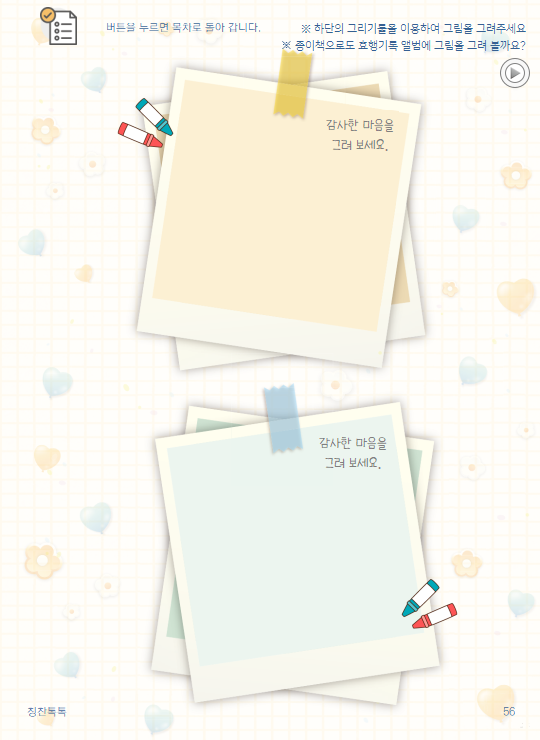 버튼을 누르면 목차로 돌아 갑니다.
※ 하단의 그리기툴을 이용하여 그림을 그려주세요
※ 종이책으로도 효행기록 앨범에 그림을 그려 볼까요?
감사한 마음을
그려 보세요.
감사한 마음을
그려 보세요.
칭찬톡톡
56